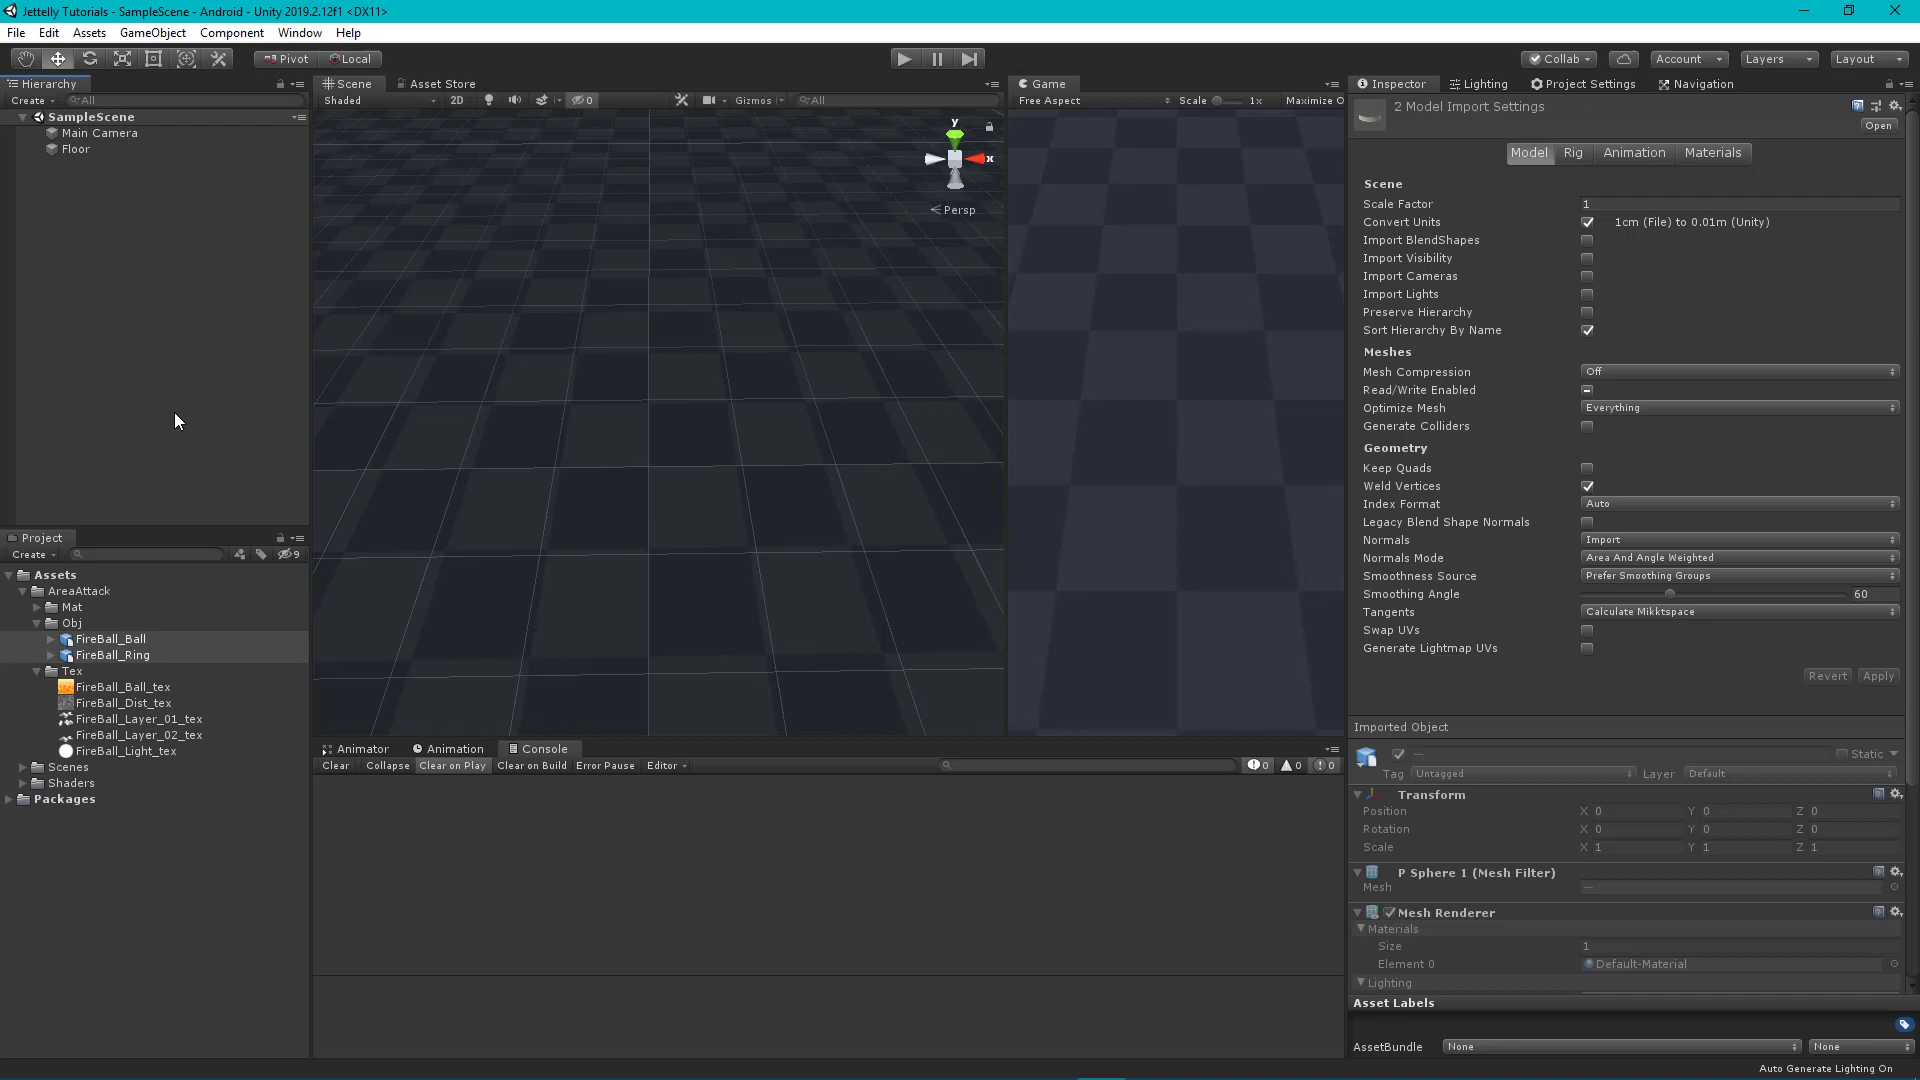 Jettelly Tutorials - SampleScene - Android - Unity 2019.2.12f1 <DX11>
File Edit Assets GameObject Component Window Help
Pivot Local Collab Account Layers Layout
Hierarchy
Create All
SampleScene
Main Camera
Floor
Scene Asset Store
Shaded 2D 0 Gizmos All
y
x
Persp
Game
Free Aspect Scale 1x Maximize O
Inspector Lighting Project Settings Navigation
2 Model Import Settings
Open
Model Rig Animation Materials
Scene
Scale Factor 1
Convert Units 1cm (File) to 0.01m (Unity)
Import BlendShapes
Import Visibility
Import Cameras
Import Lights
Preserve Hierarchy
Sort Hierarchy By Name
Meshes
Mesh Compression Off
Read/Write Enabled
Optimize Mesh Everything
Generate Colliders
Geometry
Keep Quads
Weld Vertices
Index Format Auto
Legacy Blend Shape Normals
Normals Import
Normals Mode Area And Angle Weighted
Smoothness Source Prefer Smoothing Groups
Smoothing Angle 60
Tangents Calculate Mikktspace
Swap UVs
Generate Lightmap UVs
Revert Apply
Imported Object
— Static
Tag Untagged Layer Default
Transform
Position X 0 Y 0 Z 0
Rotation X 0 Y 0 Z 0
Scale X 1 Y 1 Z 1
P Sphere 1 (Mesh Filter)
Mesh —
Mesh Renderer
Materials
Size 1
Element 0 Default-Material
Lighting
Asset Labels
AssetBundle None None
Auto Generate Lighting On
Project
Create 9
Assets
AreaAttack
Mat
Obj
FireBall_Ball
FireBall_Ring
Tex
FireBall_Ball_tex
FireBall_Dist_tex
FireBall_Layer_01_tex
FireBall_Layer_02_tex
FireBall_Light_tex
Scenes
Shaders
Packages
Animator Animation Console
Clear Collapse Clear on Play Clear on Build Error Pause Editor 0 0 0